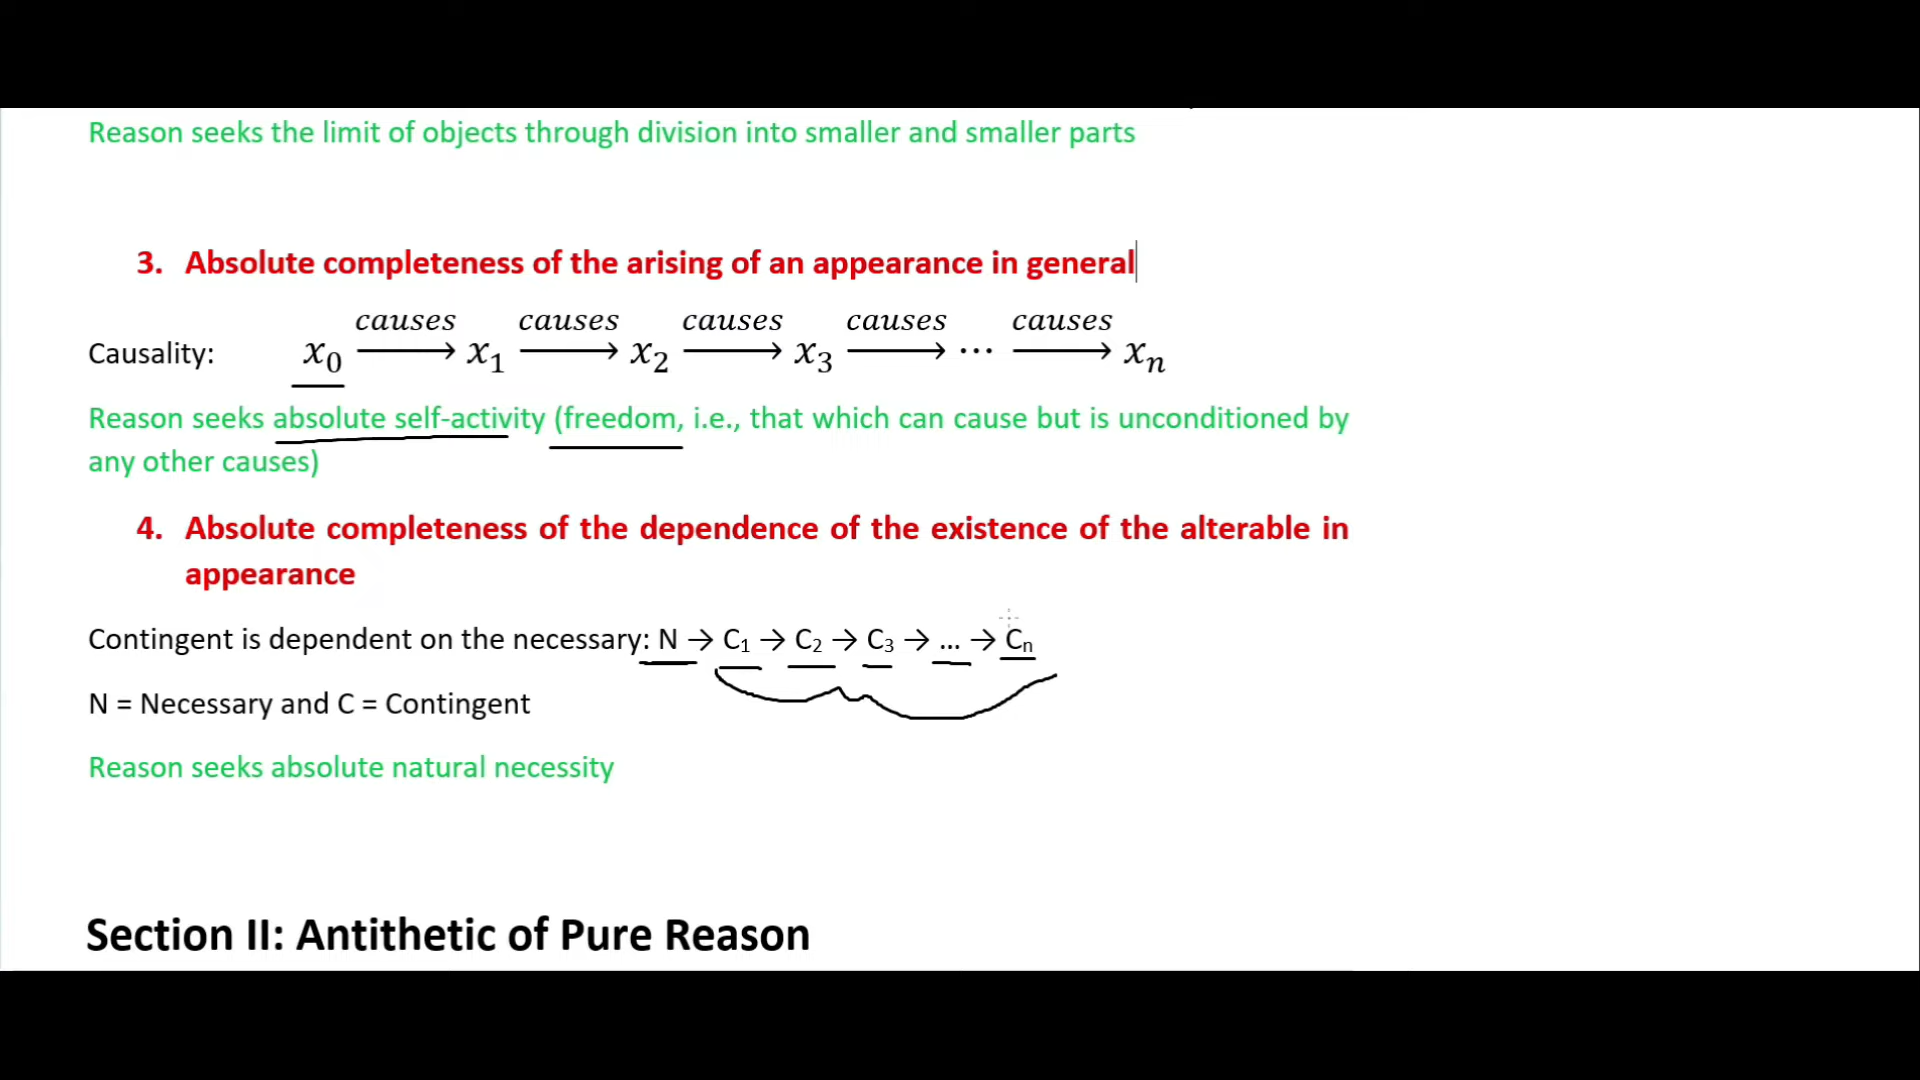 Reason seeks the limit of objects through division into smaller and smaller parts
3. Absolute completeness of the arising of an appearance in general
causes causes causes causes causes
Causality: x₀ ⟶ x₁ ⟶ x₂ ⟶ x₃ ⟶ ⋯ ⟶ xₙ
Reason seeks absolute self-activity (freedom, i.e., that which can cause but is unconditioned by
any other causes)
4. Absolute completeness of the dependence of the existence of the alterable in
appearance
Contingent is dependent on the necessary: N → C₁ → C₂ → C₃ → ... → Cₙ
N = Necessary and C = Contingent
Reason seeks absolute natural necessity
Section II: Antithetic of Pure Reason